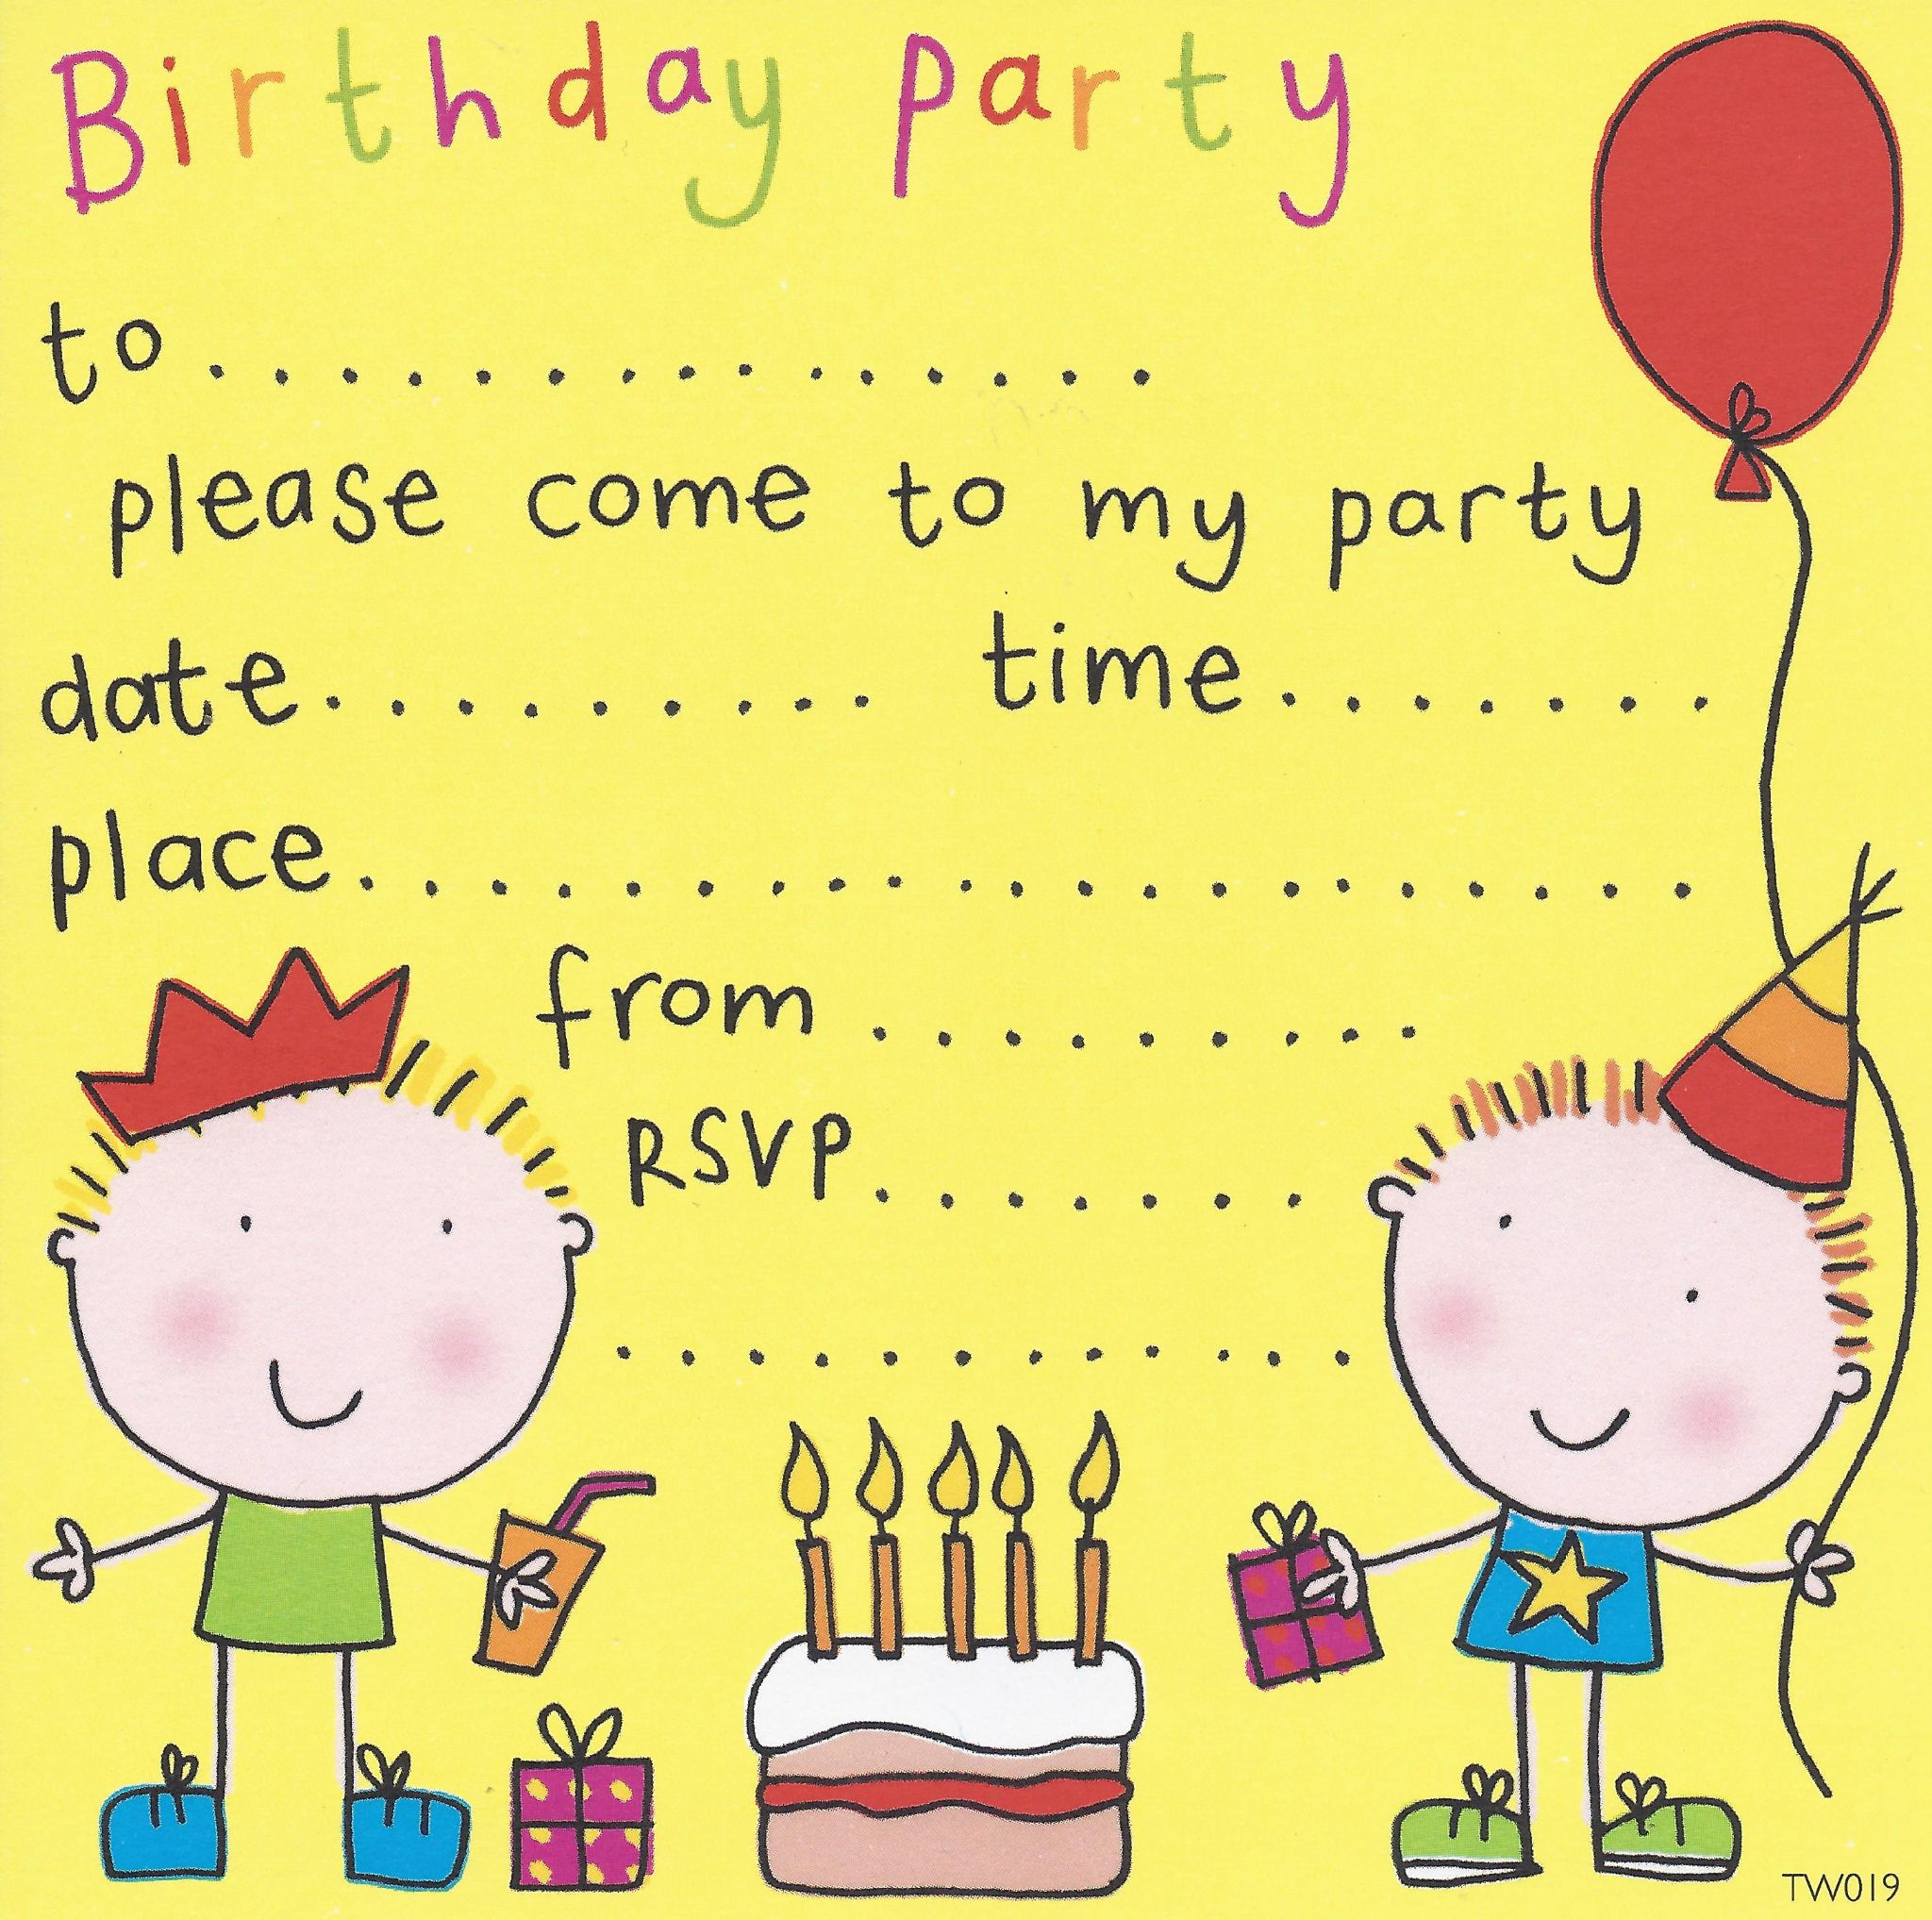 Birthday party
to...............
please come to my party
date......... time.......
place....................
from.........
RSVP.......
...........
TW019